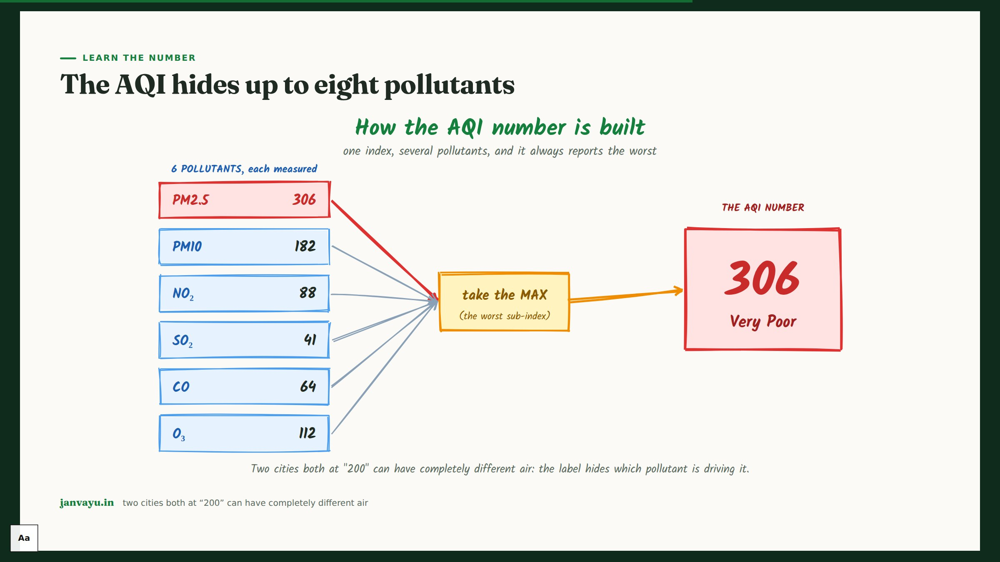 LEARN THE NUMBER
The AQI hides up to eight pollutants
How the AQI number is built
one index, several pollutants, and it always reports the worst
6 POLLUTANTS, each measured
PM2.5 306
PM10 182
NO₂ 88
SO₂ 41
CO 64
O₃ 112
take the MAX
(the worst sub-index)
THE AQI NUMBER
306
Very Poor
Two cities both at "200" can have completely different air: the label hides which pollutant is driving it.
janvayu.in two cities both at “200” can have completely different air
Aa